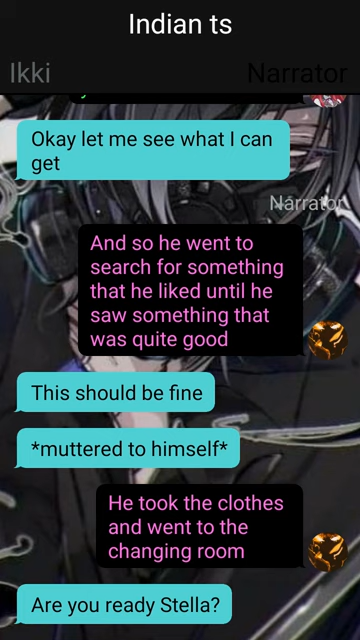 Indian ts
Ikki
Narrator
Okay let me see what I can
get
Narrator
And so he went to
search for something
that he liked until he
saw something that
was quite good
This should be fine
*muttered to himself*
He took the clothes
and went to the
changing room
Are you ready Stella?